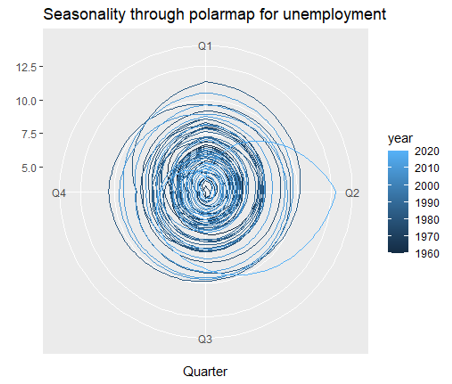 Seasonality through polarmap for unemployment
Q1
12.5
10.0
7.5
5.0
Q4
Q2
Q3
Quarter
year
2020
2010
2000
1990
1980
1970
1960